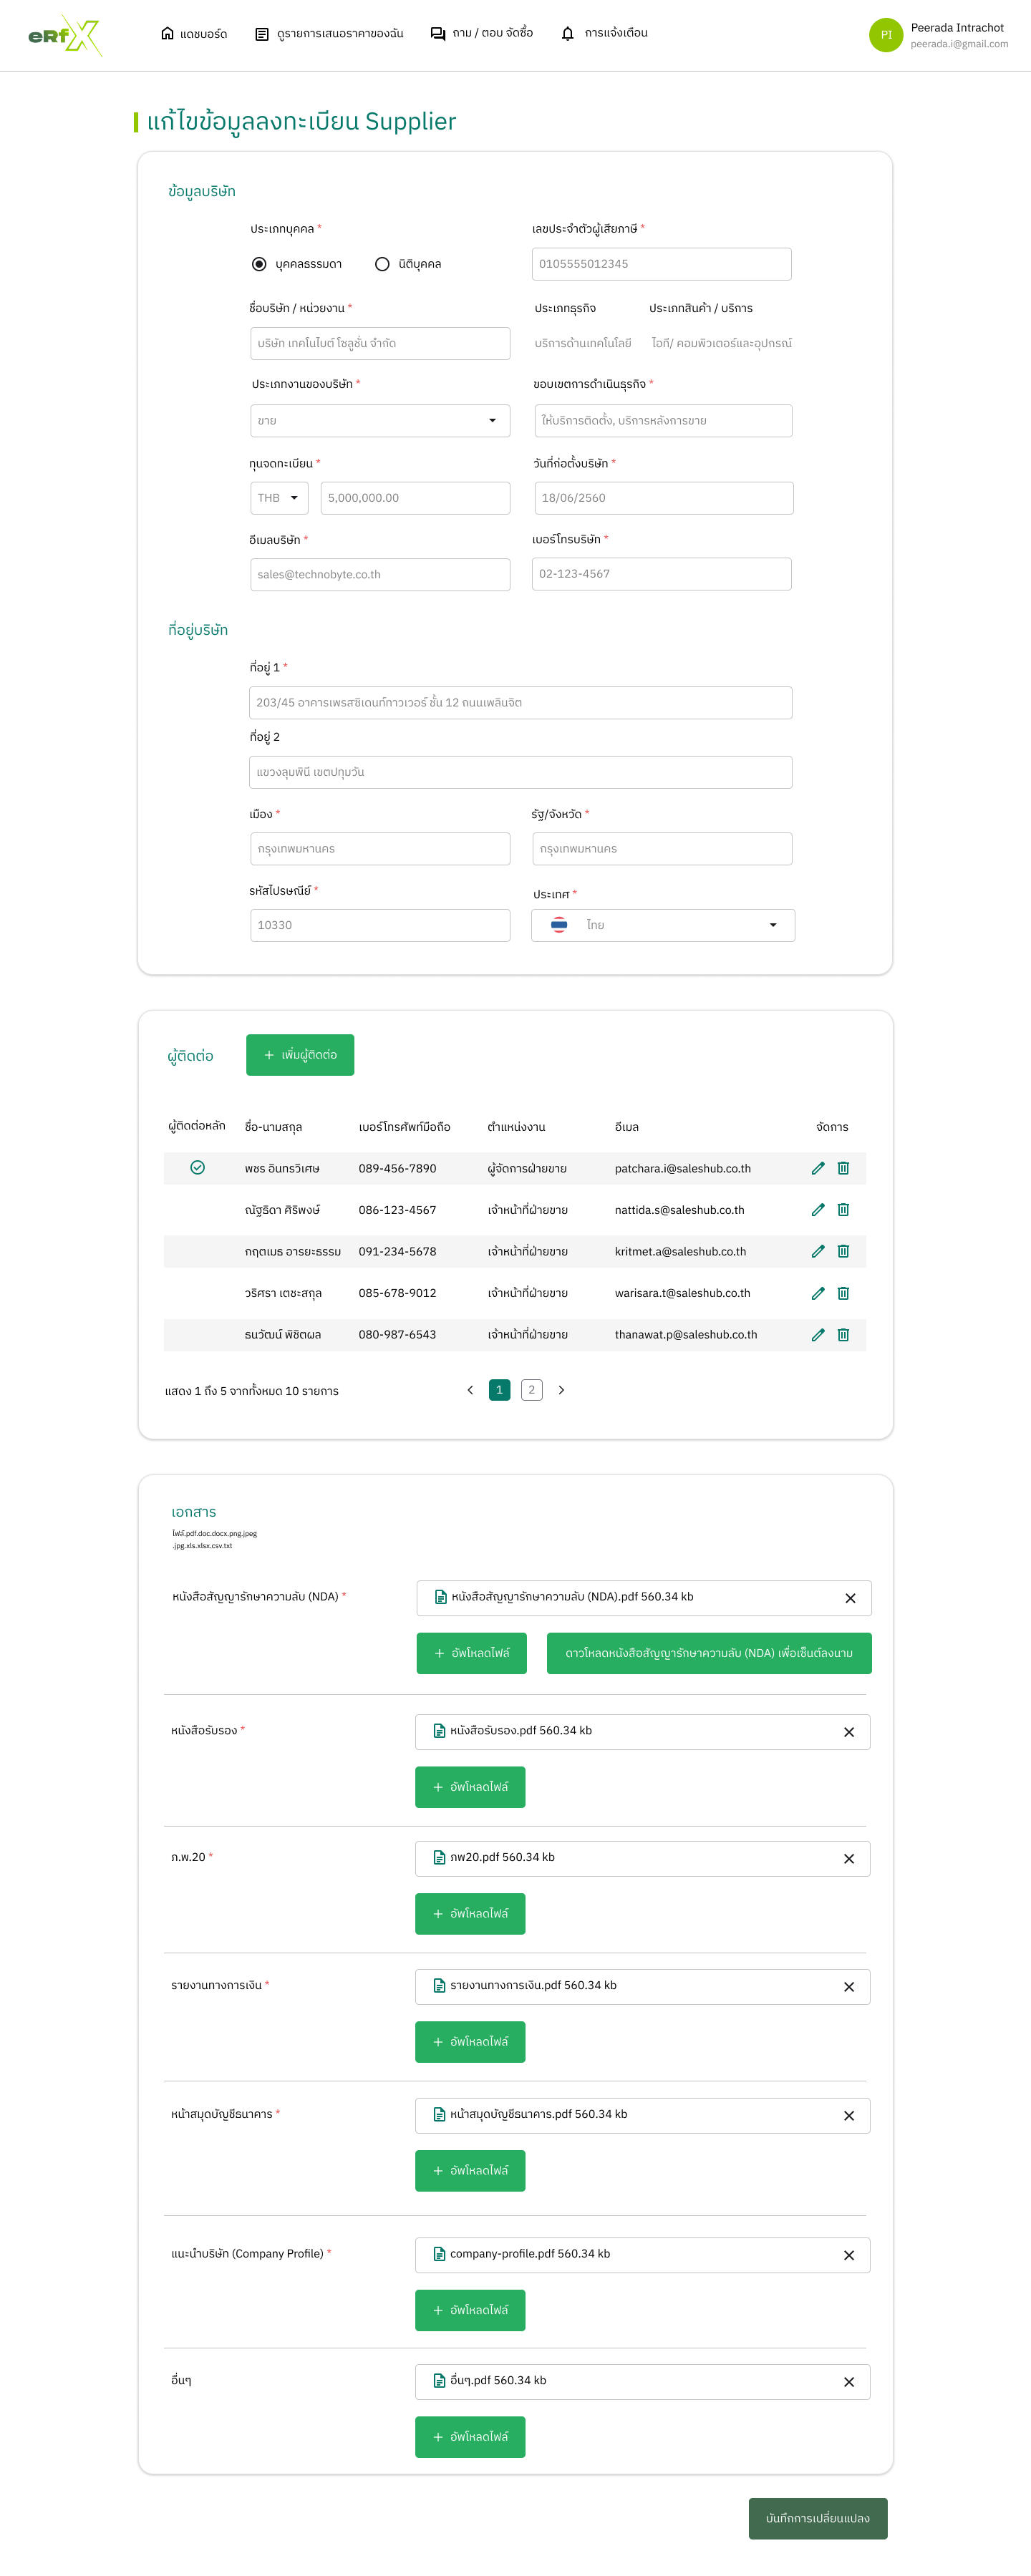 eRfX
แดชบอร์ด
ดูรายการเสนอราคาของฉัน
ถาม / ตอบ จัดซื้อ
การแจ้งเตือน
PI
Peerada Intrachot
peerada.i@gmail.com
แก้ไขข้อมูลลงทะเบียน Supplier
ข้อมูลบริษัท
ประเภทบุคคล *
เลขประจำตัวผู้เสียภาษี *
บุคคลธรรมดา
นิติบุคคล
0105555012345
ชื่อบริษัท / หน่วยงาน *
ประเภทธุรกิจ
ประเภทสินค้า / บริการ
บริษัท เทคโนไบต์ โซลูชั่น จำกัด
บริการด้านเทคโนโลยี
ไอที/ คอมพิวเตอร์และอุปกรณ์
ประเภทงานของบริษัท *
ขอบเขตการดำเนินธุรกิจ *
ขาย
ให้บริการติดตั้ง, บริการหลังการขาย
ทุนจดทะเบียน *
วันที่ก่อตั้งบริษัท *
THB
5,000,000.00
18/06/2560
อีเมลบริษัท *
เบอร์โทรบริษัท *
sales@technobyte.co.th
02-123-4567
ที่อยู่บริษัท
ที่อยู่ 1 *
203/45 อาคารเพรสซิเดนท์ทาวเวอร์ ชั้น 12 ถนนเพลินจิต
ที่อยู่ 2
แขวงลุมพินี เขตปทุมวัน
เมือง *
รัฐ/จังหวัด *
กรุงเทพมหานคร
กรุงเทพมหานคร
รหัสไปรษณีย์ *
ประเทศ *
10330
ไทย
ผู้ติดต่อ
+ เพิ่มผู้ติดต่อ
ผู้ติดต่อหลัก ชื่อ-นามสกุล เบอร์โทรศัพท์มือถือ ตำแหน่งงาน อีเมล จัดการ
พชร อินทรวิเศษ 089-456-7890 ผู้จัดการฝ่ายขาย patchara.i@saleshub.co.th
ณัฐธิดา ศิริพงษ์ 086-123-4567 เจ้าหน้าที่ฝ่ายขาย nattida.s@saleshub.co.th
กฤตเมธ อารยะธรรม 091-234-5678 เจ้าหน้าที่ฝ่ายขาย kritmet.a@saleshub.co.th
วริศรา เตชะสกุล 085-678-9012 เจ้าหน้าที่ฝ่ายขาย warisara.t@saleshub.co.th
ธนวัฒน์ พิชิตผล 080-987-6543 เจ้าหน้าที่ฝ่ายขาย thanawat.p@saleshub.co.th
แสดง 1 ถึง 5 จากทั้งหมด 10 รายการ
1 2
เอกสาร
ไฟล์.pdf.doc.docx.png.jpeg
.jpg.xls.xlsx.csv.txt
หนังสือสัญญารักษาความลับ (NDA) *
หนังสือสัญญารักษาความลับ (NDA).pdf 560.34 kb
+ อัพโหลดไฟล์
ดาวโหลดหนังสือสัญญารักษาความลับ (NDA) เพื่อเซ็นต์ลงนาม
หนังสือรับรอง *
หนังสือรับรอง.pdf 560.34 kb
+ อัพโหลดไฟล์
ภ.พ.20 *
ภพ20.pdf 560.34 kb
+ อัพโหลดไฟล์
รายงานทางการเงิน *
รายงานทางการเงิน.pdf 560.34 kb
+ อัพโหลดไฟล์
หน้าสมุดบัญชีธนาคาร *
หน้าสมุดบัญชีธนาคาร.pdf 560.34 kb
+ อัพโหลดไฟล์
แนะนำบริษัท (Company Profile) *
company-profile.pdf 560.34 kb
+ อัพโหลดไฟล์
อื่นๆ
อื่นๆ.pdf 560.34 kb
+ อัพโหลดไฟล์
บันทึกการเปลี่ยนแปลง